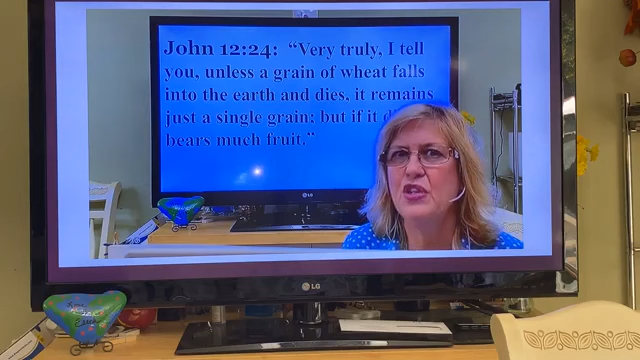 John 12:24: “Very truly, I tell
you, unless a grain of wheat falls
into the earth and dies, it remains
just a single grain; but if it
bears much fruit.”
LG
LG